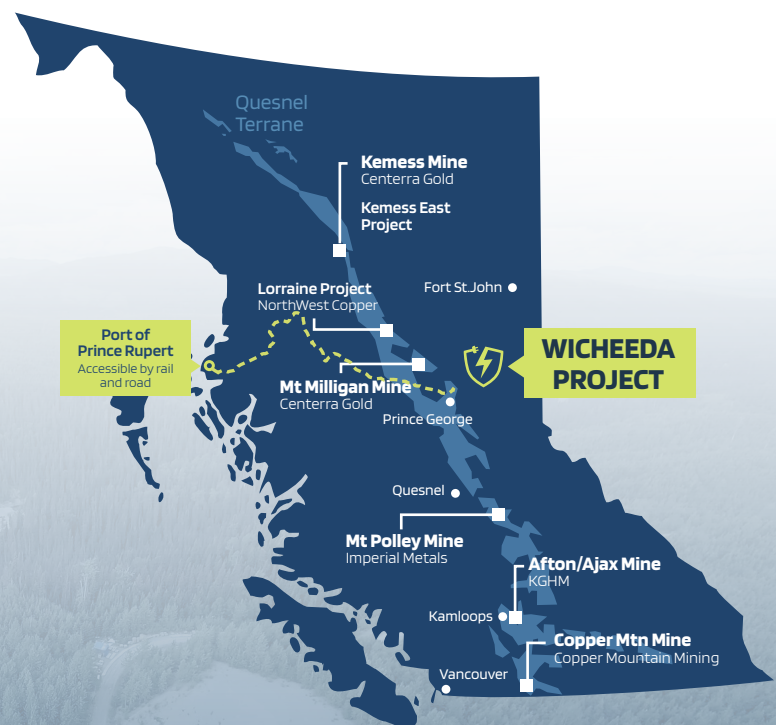 Quesnel
Terrane
Kemess Mine
Centerra Gold
Kemess East
Project
Lorraine Project
NorthWest Copper
Fort St.John
Port of
Prince Rupert
Accessible by rail
and road
WICHEEDA
PROJECT
Mt Milligan Mine
Centerra Gold
Prince George
Quesnel
Mt Polley Mine
Imperial Metals
Afton/Ajax Mine
KGHM
Kamloops
Copper Mtn Mine
Copper Mountain Mining
Vancouver